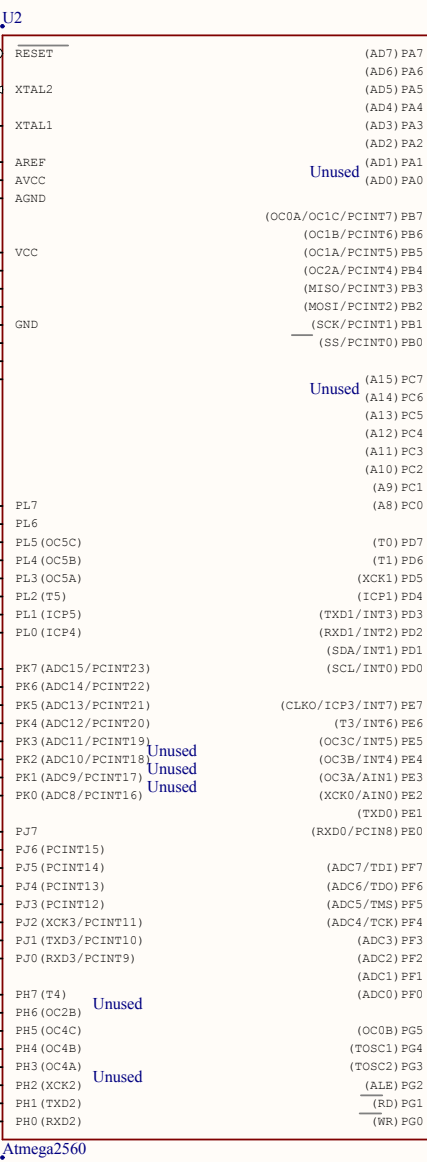 U2
RESET
XTAL2
XTAL1
AREF
AVCC
AGND
VCC
GND
PL7
PL6
PL5(OC5C)
PL4(OC5B)
PL3(OC5A)
PL2(T5)
PL1(ICP5)
PL0(ICP4)
PK7(ADC15/PCINT23)
PK6(ADC14/PCINT22)
PK5(ADC13/PCINT21)
PK4(ADC12/PCINT20)
PK3(ADC11/PCINT19)
Unused
PK2(ADC10/PCINT18)
Unused
PK1(ADC9/PCINT17)
Unused
PK0(ADC8/PCINT16)
PJ7
PJ6(PCINT15)
PJ5(PCINT14)
PJ4(PCINT13)
PJ3(PCINT12)
PJ2(XCK3/PCINT11)
PJ1(TXD3/PCINT10)
PJ0(RXD3/PCINT9)
PH7(T4)
Unused
PH6(OC2B)
PH5(OC4C)
PH4(OC4B)
PH3(OC4A)
Unused
PH2(XCK2)
PH1(TXD2)
PH0(RXD2)
(AD7)PA7
(AD6)PA6
(AD5)PA5
(AD4)PA4
(AD3)PA3
(AD2)PA2
(AD1)PA1
Unused
(AD0)PA0
(OC0A/OC1C/PCINT7)PB7
(OC1B/PCINT6)PB6
(OC1A/PCINT5)PB5
(OC2A/PCINT4)PB4
(MISO/PCINT3)PB3
(MOSI/PCINT2)PB2
(SCK/PCINT1)PB1
(SS/PCINT0)PB0
(A15)PC7
Unused
(A14)PC6
(A13)PC5
(A12)PC4
(A11)PC3
(A10)PC2
(A9)PC1
(A8)PC0
(T0)PD7
(T1)PD6
(XCK1)PD5
(ICP1)PD4
(TXD1/INT3)PD3
(RXD1/INT2)PD2
(SDA/INT1)PD1
(SCL/INT0)PD0
(CLKO/ICP3/INT7)PE7
(T3/INT6)PE6
(OC3C/INT5)PE5
(OC3B/INT4)PE4
(OC3A/AIN1)PE3
(XCK0/AIN0)PE2
(TXD0)PE1
(RXD0/PCIN8)PE0
(ADC7/TDI)PF7
(ADC6/TDO)PF6
(ADC5/TMS)PF5
(ADC4/TCK)PF4
(ADC3)PF3
(ADC2)PF2
(ADC1)PF1
(ADC0)PF0
(OC0B)PG5
(TOSC1)PG4
(TOSC2)PG3
(ALE)PG2
(RD)PG1
(WR)PG0
Atmega2560